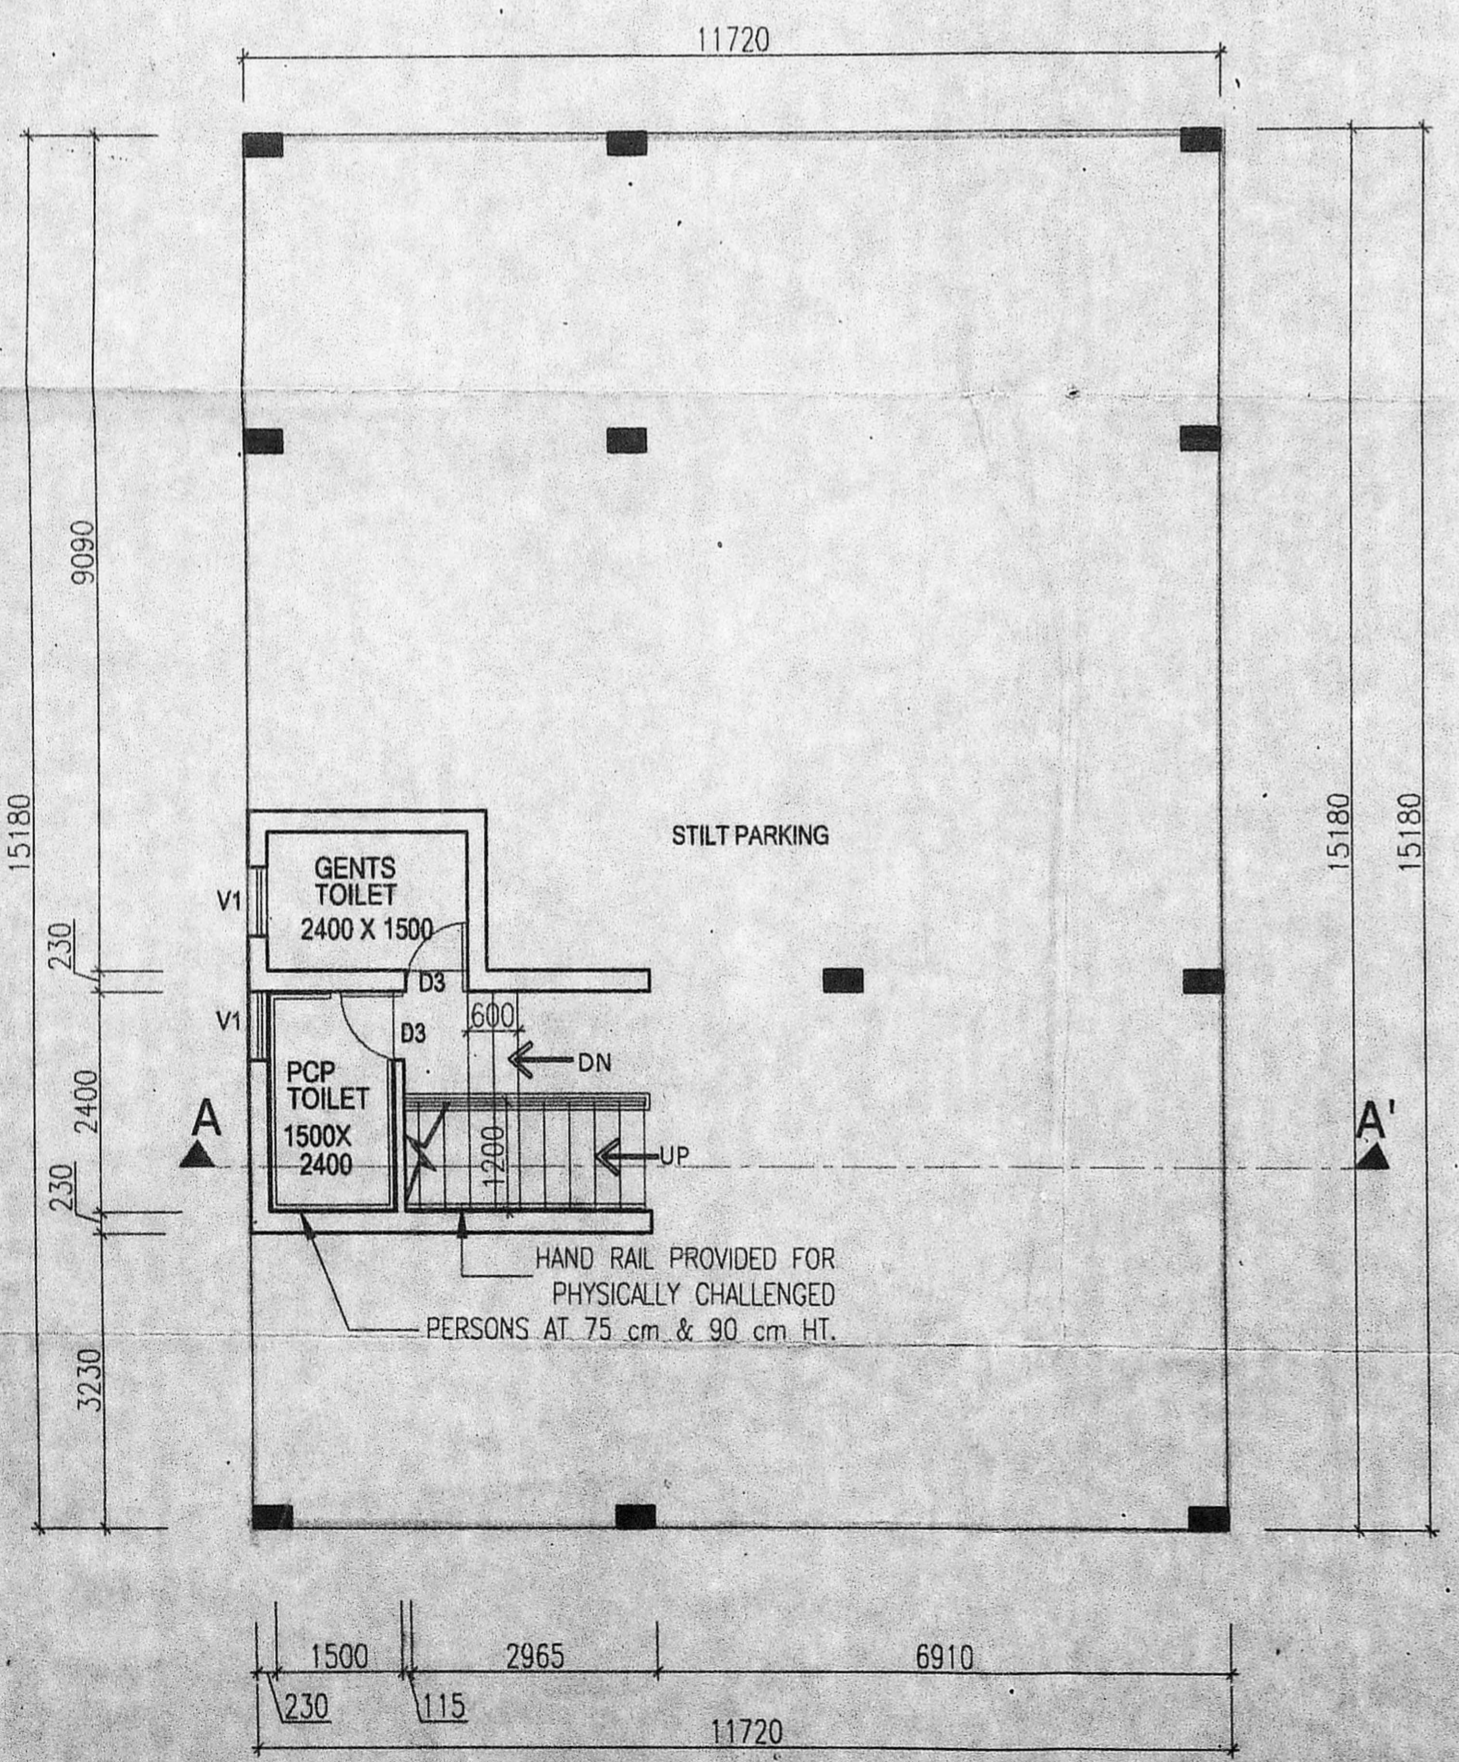 11720
9090
15180
15180
15180
STILT PARKING
GENTS
TOILET
2400 X 1500
V1
230
D3
V1
600
D3
DN
PCP
TOILET
1500X
2400
2400
A
A'
1200
UP
230
HAND RAIL PROVIDED FOR
PHYSICALLY CHALLENGED
PERSONS AT 75 cm & 90 cm HT.
3230
1500
2965
6910
230
115
11720